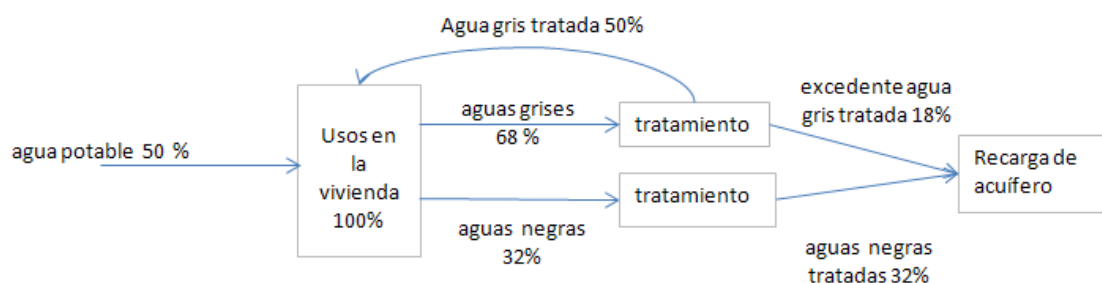 Agua gris tratada 50%
agua potable 50 %
Usos en
la
vivienda
100%
aguas grises
68 %
tratamiento
excedente agua
gris tratada 18%
aguas negras
32%
tratamiento
aguas negras
tratadas 32%
Recarga de
acuífero